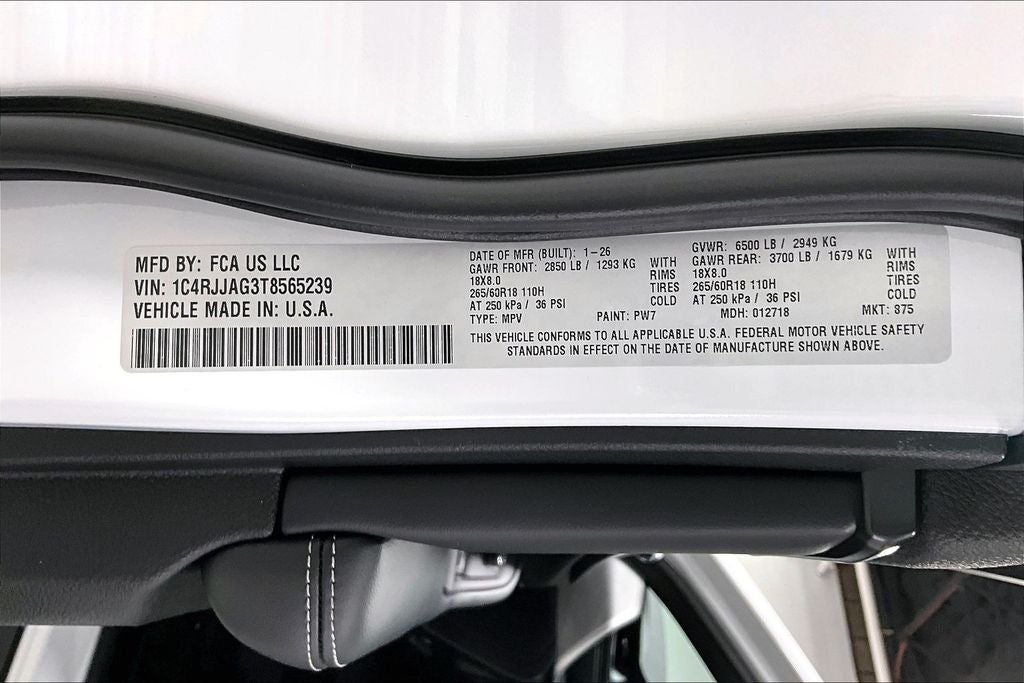 MFD BY: FCA US LLC
VIN: 1C4RJJAG3T8565239
VEHICLE MADE IN: U.S.A.
DATE OF MFR (BUILT): 1-26
GAWR FRONT: 2850 LB / 1293 KG WITH
18X8.0 RIMS
265/60R18 110H TIRES
AT 250 kPa / 36 PSI COLD
TYPE: MPV PAINT: PW7
GVWR: 6500 LB / 2949 KG
GAWR REAR: 3700 LB / 1679 KG WITH
18X8.0 RIMS
265/60R18 110H TIRES
AT 250 kPa / 36 PSI COLD
MDH: 012718 MKT: 875
THIS VEHICLE CONFORMS TO ALL APPLICABLE U.S.A. FEDERAL MOTOR VEHICLE SAFETY
STANDARDS IN EFFECT ON THE DATE OF MANUFACTURE SHOWN ABOVE.